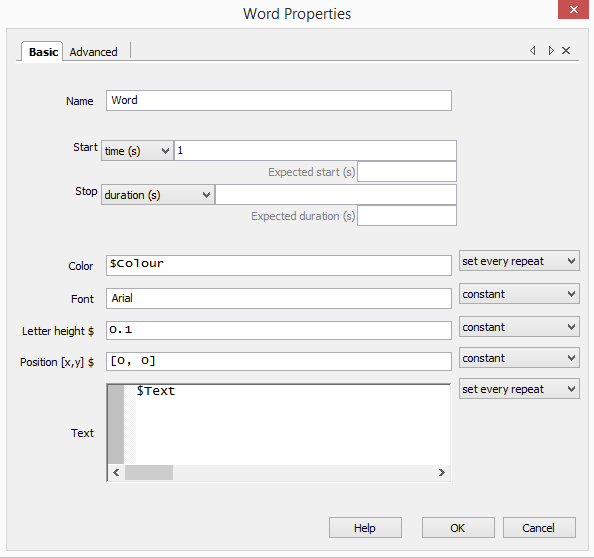 Word Properties
Basic Advanced
Name Word
Start time (s) 1
Expected start (s)
Stop duration (s)
Expected duration (s)
Color $Colour set every repeat
Font Arial constant
Letter height $ 0.1 constant
Position [x,y] $ [0, 0] constant
Text $Text set every repeat
Help OK Cancel